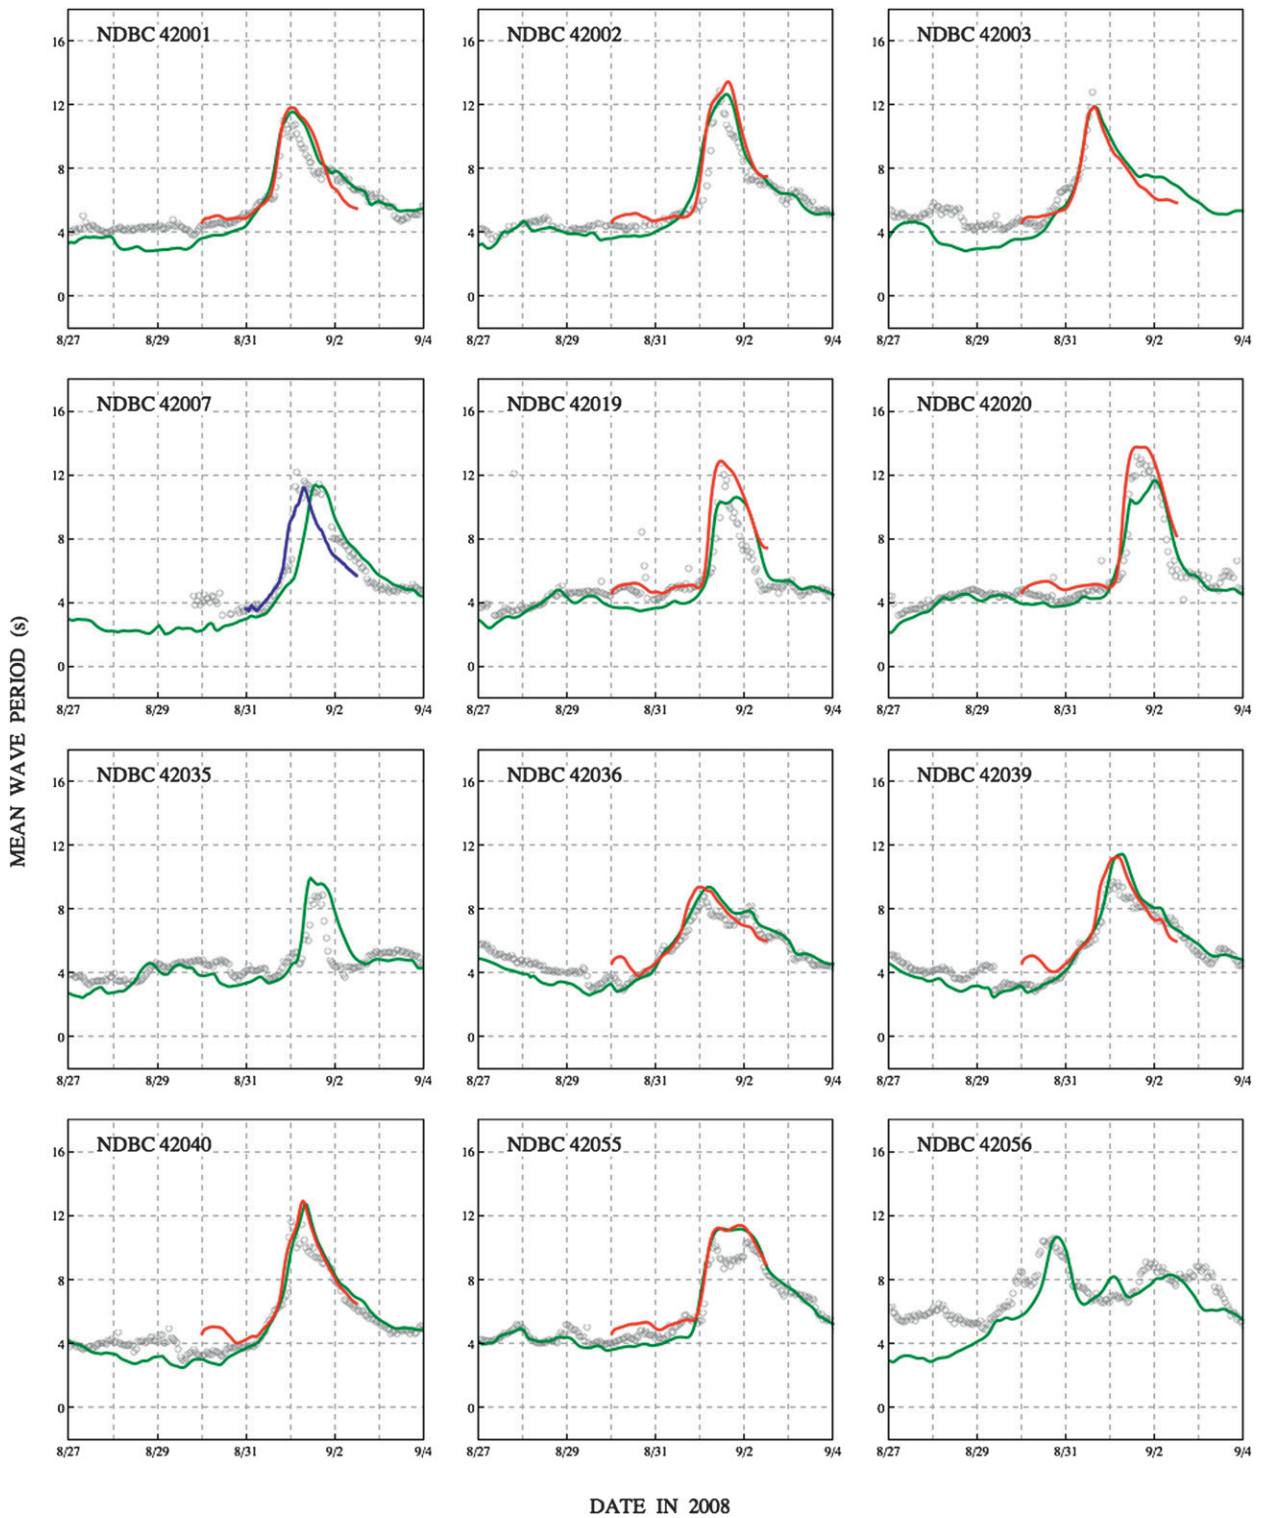 NDBC 42001
NDBC 42002
NDBC 42003
16
12
8
4
0
16
12
8
4
0
16
12
8
4
0
8/27 8/29 8/31 9/2 9/4
8/27 8/29 8/31 9/2 9/4
8/27 8/29 8/31 9/2 9/4
NDBC 42007
NDBC 42019
NDBC 42020
16
12
8
4
0
16
12
8
4
0
16
12
8
4
0
8/27 8/29 8/31 9/2 9/4
8/27 8/29 8/31 9/2 9/4
8/27 8/29 8/31 9/2 9/4
MEAN WAVE PERIOD (s)
NDBC 42035
NDBC 42036
NDBC 42039
16
12
8
4
0
16
12
8
4
0
16
12
8
4
0
8/27 8/29 8/31 9/2 9/4
8/27 8/29 8/31 9/2 9/4
8/27 8/29 8/31 9/2 9/4
NDBC 42040
NDBC 42055
NDBC 42056
16
12
8
4
0
16
12
8
4
0
16
12
8
4
0
8/27 8/29 8/31 9/2 9/4
8/27 8/29 8/31 9/2 9/4
8/27 8/29 8/31 9/2 9/4
DATE IN 2008